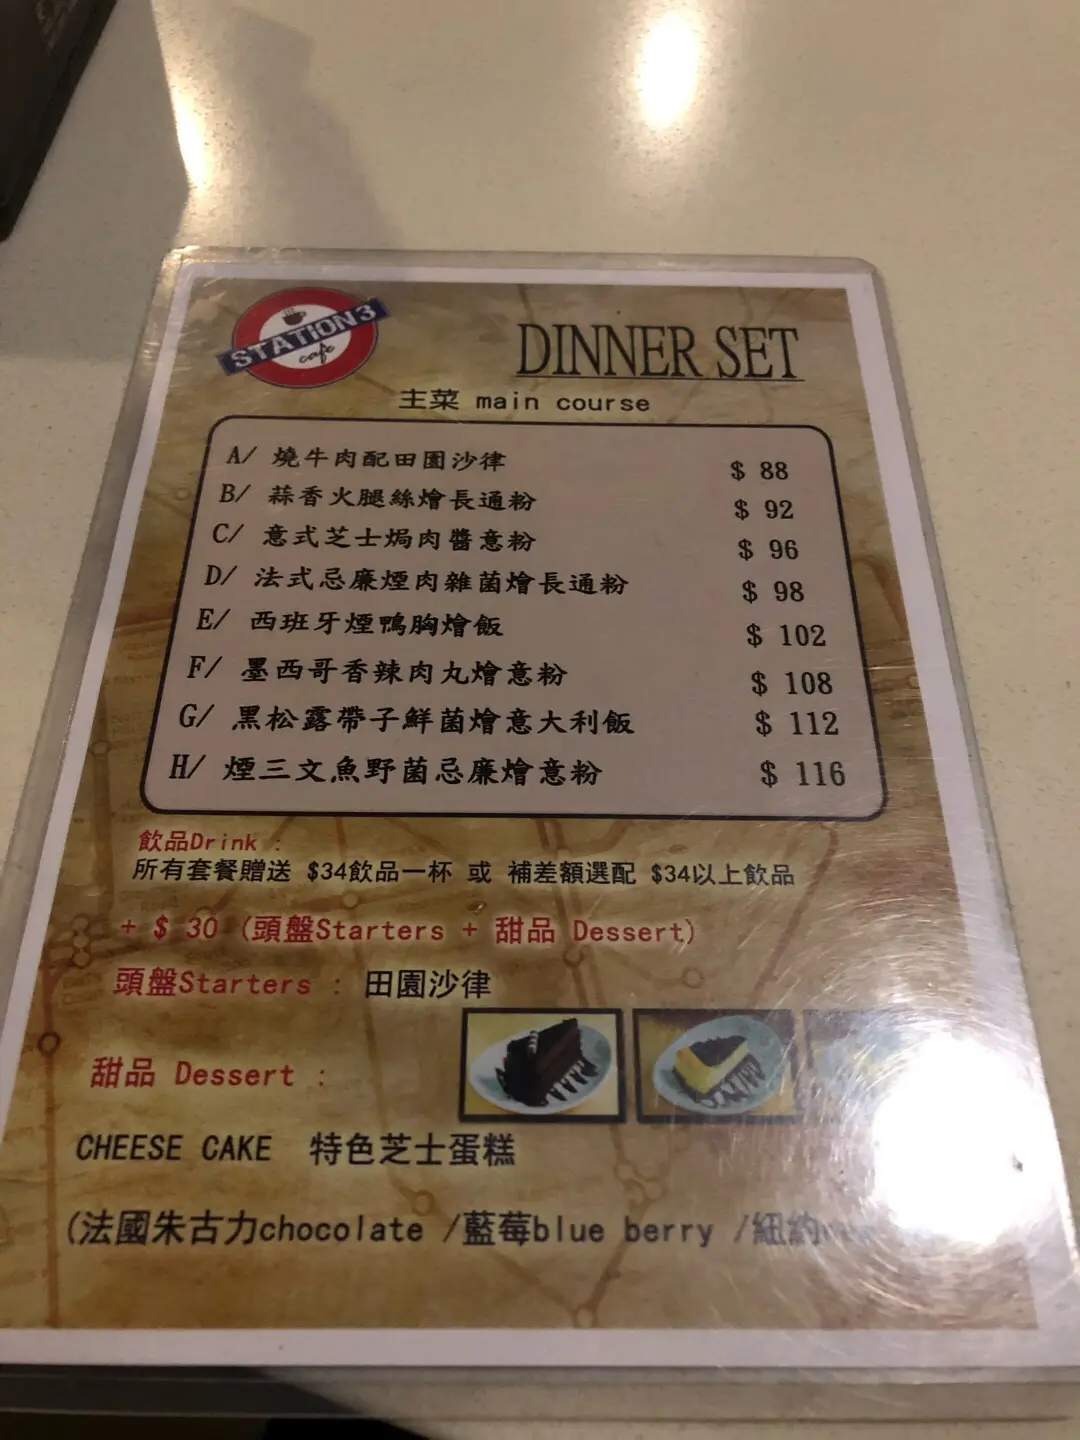 STATION3
cafe
DINNER SET
主菜 main course
A/ 燒牛肉配田園沙律 $ 88
B/ 蒜香火腿絲燴長通粉 $ 92
C/ 意式芝士焗肉醬意粉 $ 96
D/ 法式忌廉煙肉雜菌燴長通粉 $ 98
E/ 西班牙煙鴨胸燴飯 $ 102
F/ 墨西哥香辣肉丸燴意粉 $ 108
G/ 黑松露帶子鮮菌燴意大利飯 $ 112
H/ 煙三文魚野菌忌廉燴意粉 $ 116
飲品Drink :
所有套餐贈送 $34飲品一杯 或 補差額選配 $34以上飲品
+ $ 30 (頭盤Starters + 甜品 Dessert)
頭盤Starters : 田園沙律
甜品 Dessert :
CHEESE CAKE 特色芝士蛋糕
(法國朱古力chocolate /藍莓blue berry /紐約